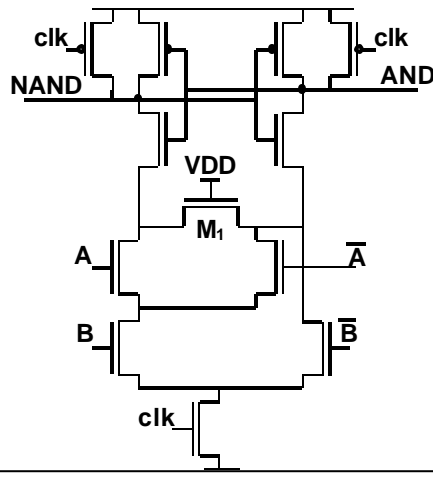 clk clk
NAND AND
VDD
M₁
A A̅
B B̅
clk